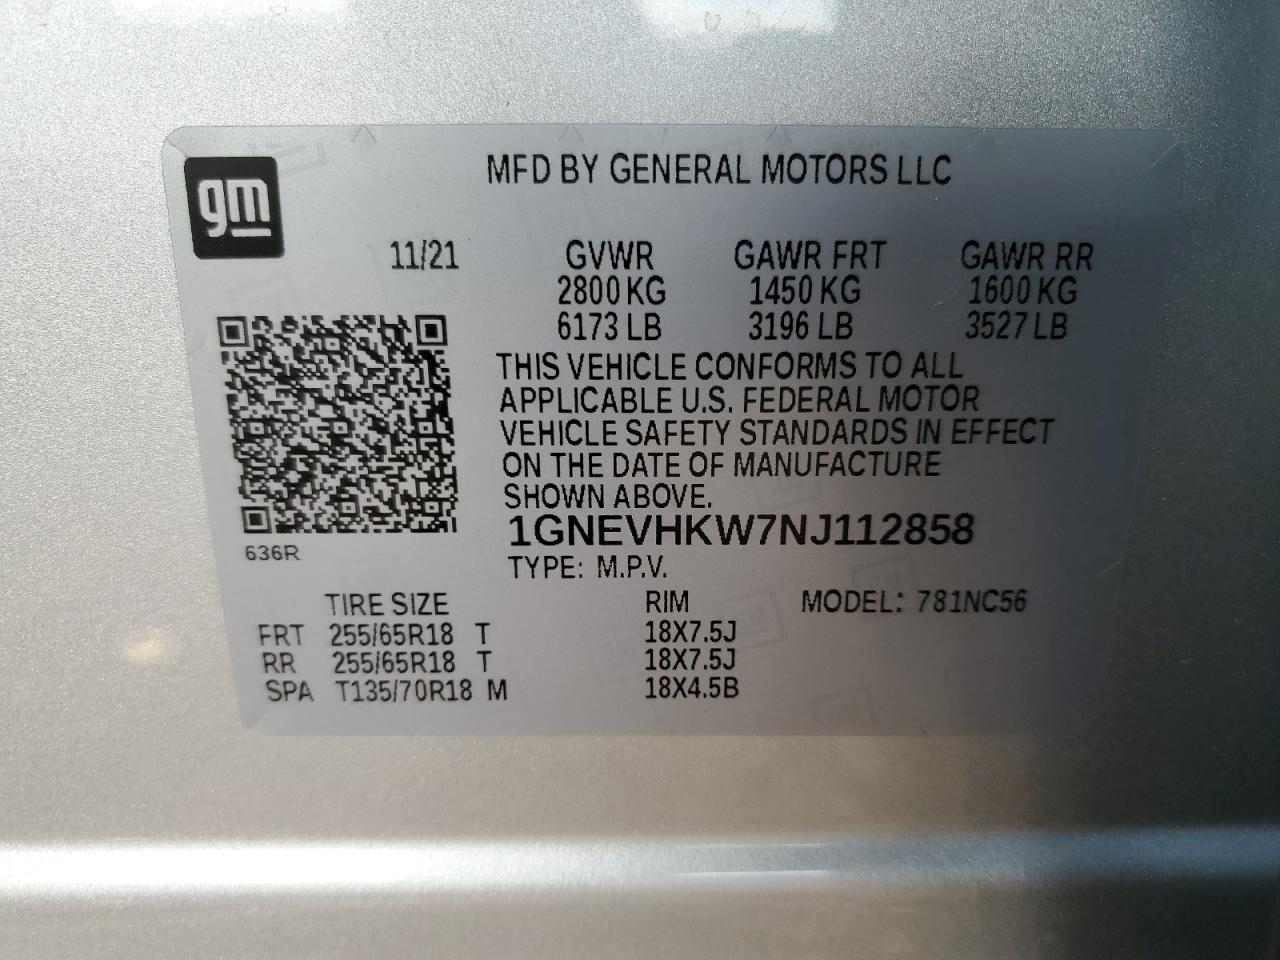 gm
MFD BY GENERAL MOTORS LLC
11/21 GVWR GAWR FRT GAWR RR
2800 KG 1450 KG 1600 KG
6173 LB 3196 LB 3527 LB
THIS VEHICLE CONFORMS TO ALL
APPLICABLE U.S. FEDERAL MOTOR
VEHICLE SAFETY STANDARDS IN EFFECT
ON THE DATE OF MANUFACTURE
SHOWN ABOVE.
1GNEVHKW7NJ112858
636R
TYPE: M.P.V.
TIRE SIZE RIM MODEL: 781NC56
FRT 255/65R18 T 18X7.5J
RR 255/65R18 T 18X7.5J
SPA T135/70R18 M 18X4.5B